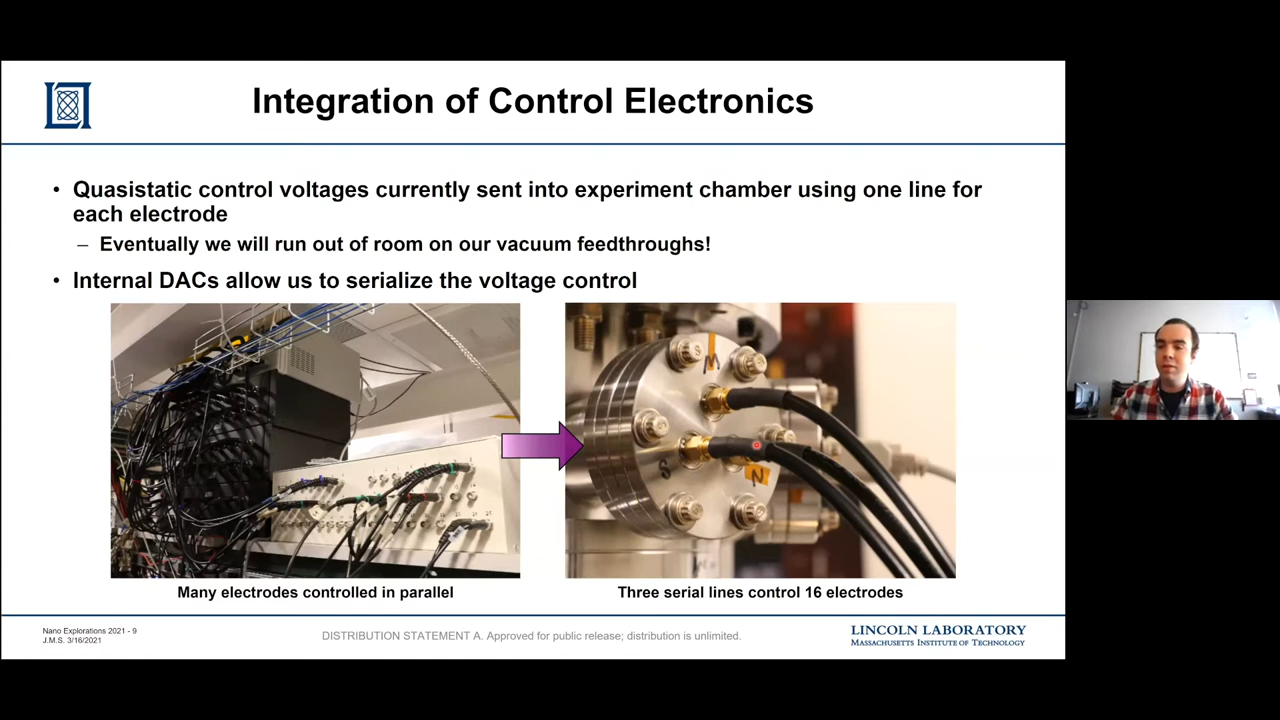 Integration of Control Electronics
• Quasistatic control voltages currently sent into experiment chamber using one line for
each electrode
– Eventually we will run out of room on our vacuum feedthroughs!
• Internal DACs allow us to serialize the voltage control
M
N
Many electrodes controlled in parallel
Three serial lines control 16 electrodes
Nano Explorations 2021 - 9
J.M.S. 3/16/2021
DISTRIBUTION STATEMENT A. Approved for public release; distribution is unlimited.
LINCOLN LABORATORY
MASSACHUSETTS INSTITUTE OF TECHNOLOGY